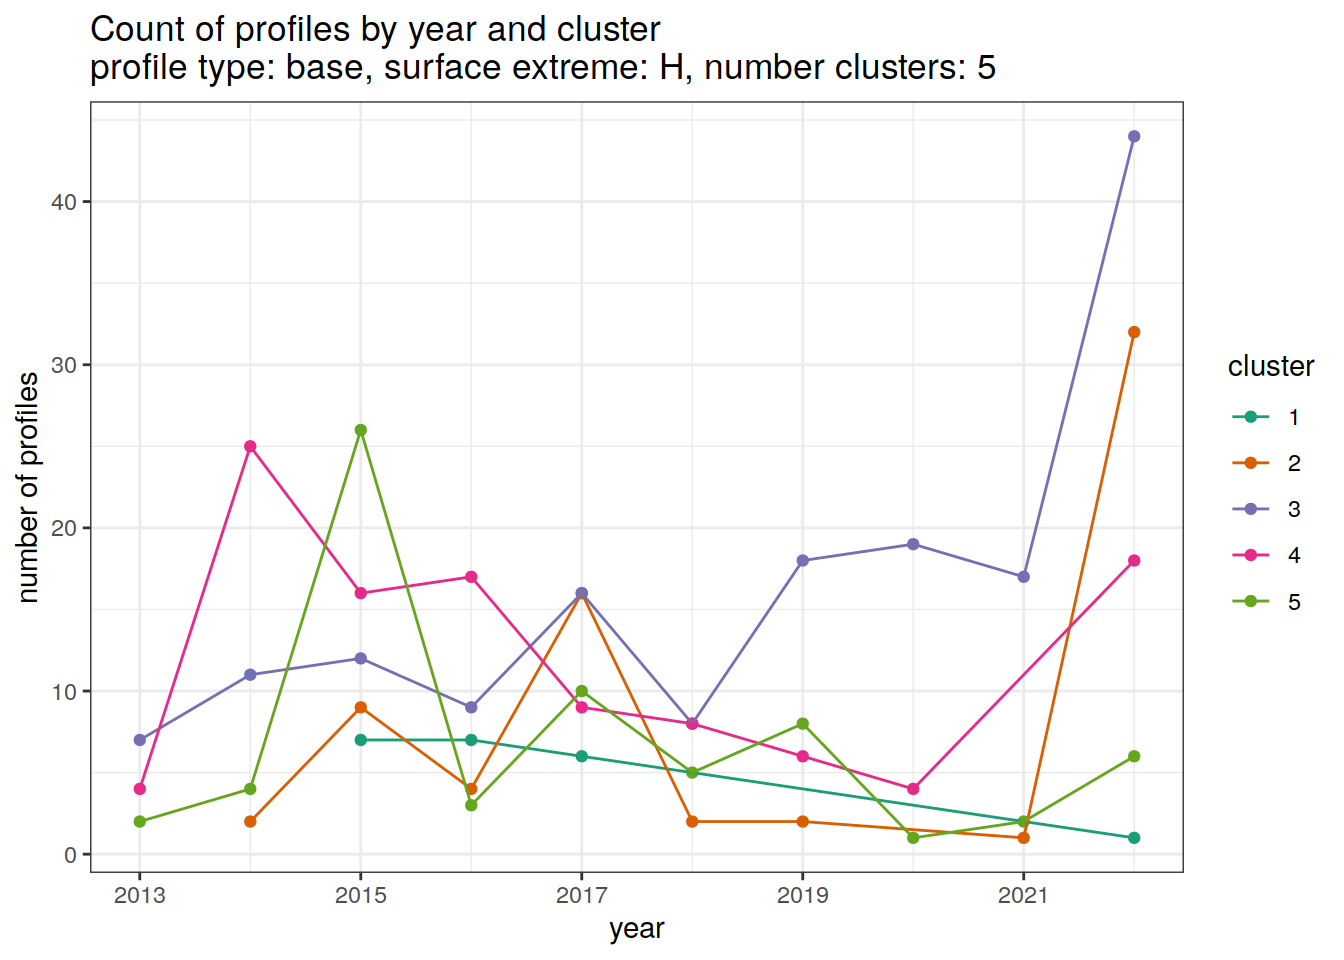 Count of profiles by year and cluster
profile type: base, surface extreme: H, number clusters: 5
number of profiles
40
30
20
10
0
2013 2015 2017 2019 2021
year
cluster
1
2
3
4
5